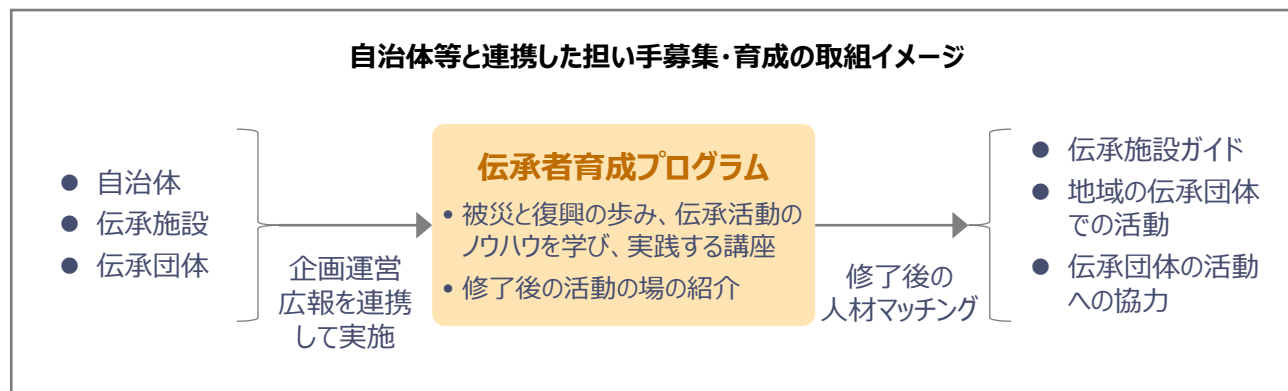 自治体等と連携した担い手募集・育成の取組イメージ
● 自治体
● 伝承施設
● 伝承団体
企画運営
広報を連携
して実施
伝承者育成プログラム
• 被災と復興の歩み、伝承活動の
ノウハウを学び、実践する講座
• 修了後の活動の場の紹介
修了後の
人材マッチング
● 伝承施設ガイド
● 地域の伝承団体
での活動
● 伝承団体の活動
への協力